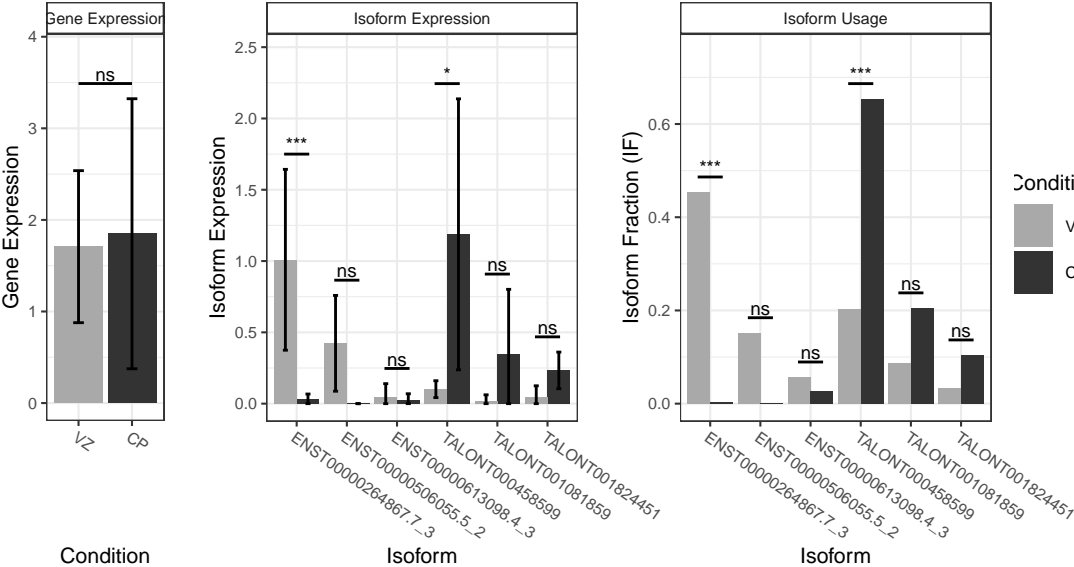 Gene Expression
Isoform Expression
Isoform Usage
Gene Expression
4
3
2
1
0
ns
VZ
CP
Condition
Isoform Expression
2.5
2.0
1.5
1.0
0.5
0.0
***
ns
ns
*
ns
ns
ENST00000264867.7_3
ENST00000506055.5_2
ENST00000613098.4_3
TALONT000458599
TALONT001081859
TALONT001824451
Isoform
Isoform Fraction (IF)
0.6
0.4
0.2
0.0
***
ns
ns
***
ns
ns
ENST00000264867.7_3
ENST00000506055.5_2
ENST00000613098.4_3
TALONT000458599
TALONT001081859
TALONT001824451
Isoform
Conditi